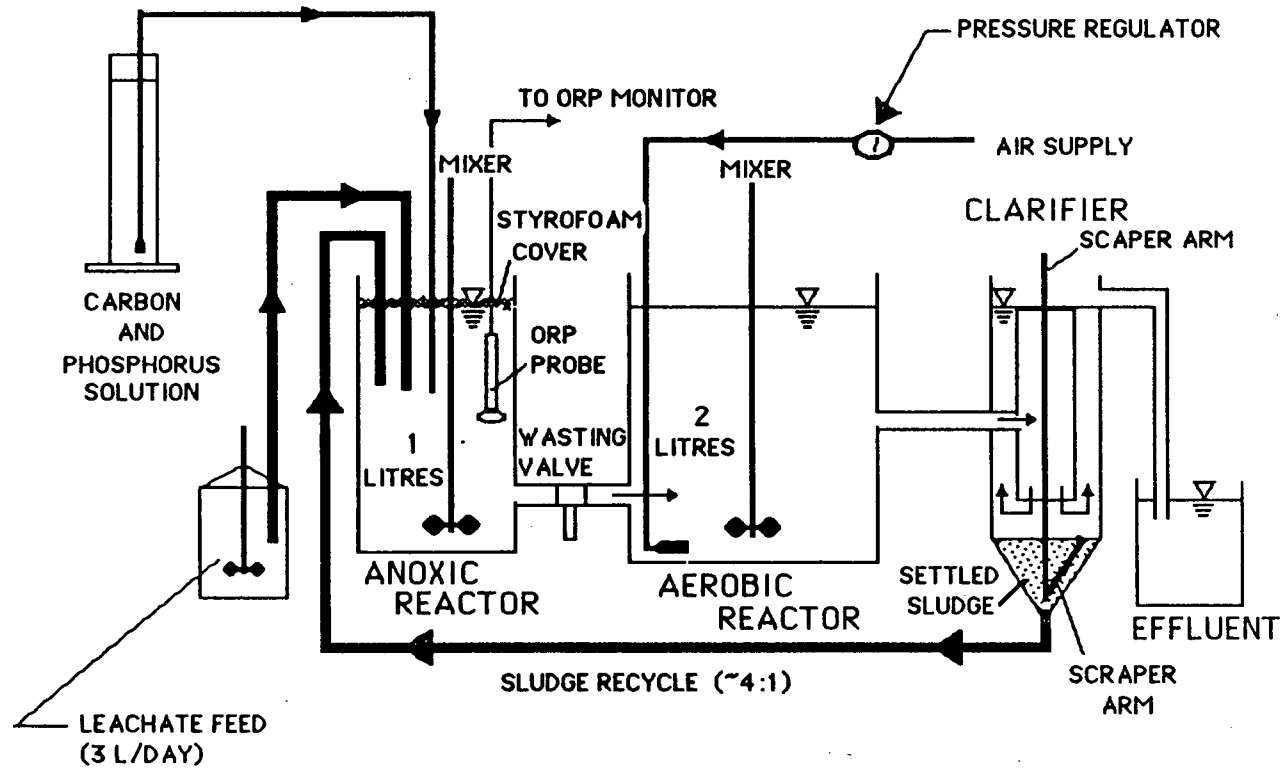 PRESSURE REGULATOR
TO ORP MONITOR
MIXER
AIR SUPPLY
MIXER
CLARIFIER
SCAPER ARM
STYROFOAM
COVER
CARBON
AND
PHOSPHORUS
SOLUTION
ORP
PROBE
1
LITRES
WASTING
VALVE
2
LITRES
ANOXIC
REACTOR
AEROBIC
REACTOR
SETTLED
SLUDGE
EFFLUENT
SLUDGE RECYCLE (~4:1)
SCRAPER
ARM
LEACHATE FEED
(3 L/DAY)